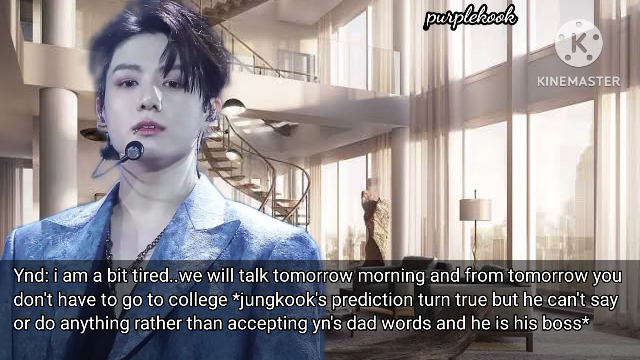 purplekook
KINEMASTER
Ynd: i am a bit tired..we will talk tomorrow morning and from tomorrow you
don't have to go to college *jungkook's prediction turn true but he can't say
or do anything rather than accepting yn's dad words and he is his boss*